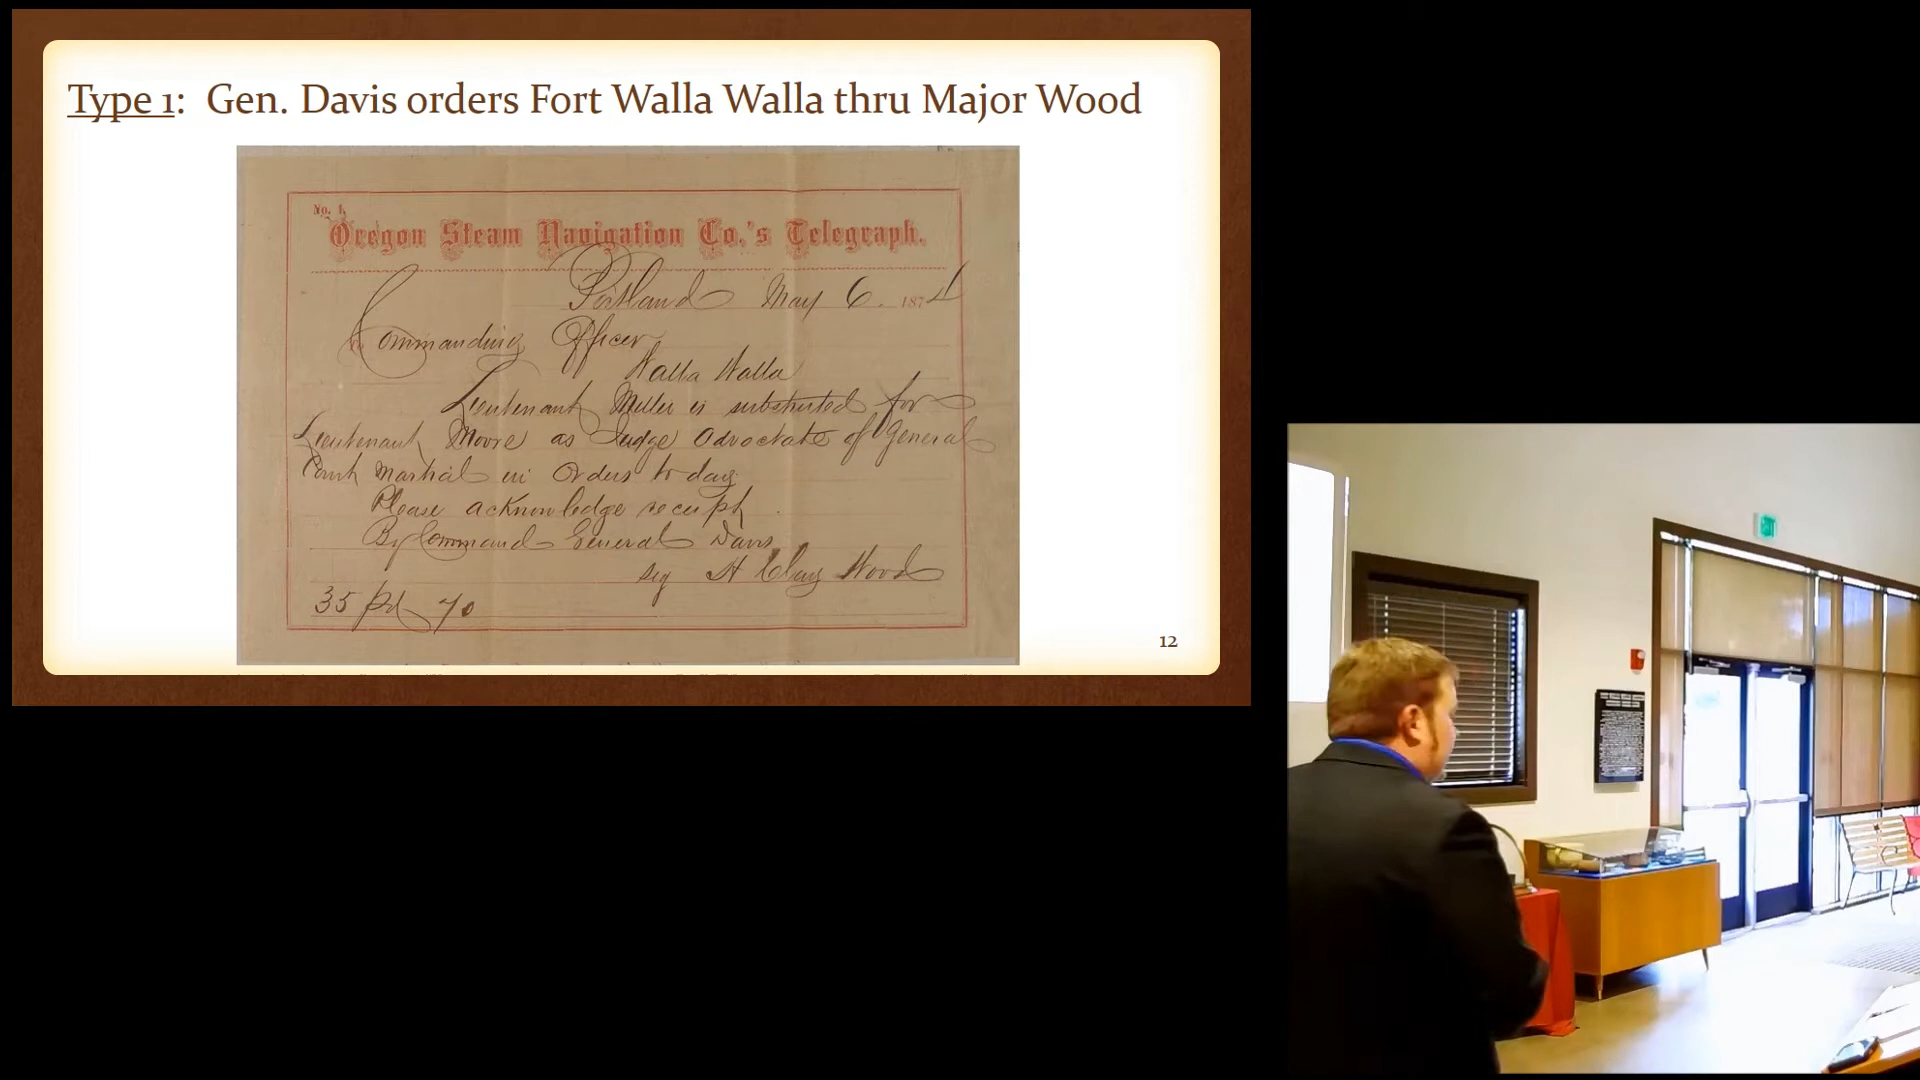 Type 1: Gen. Davis orders Fort Walla Walla thru Major Wood
No. 1.
Oregon Steam Navigation Co.'s Telegraph.
Portland May 6. 1874
To Commanding Officer
Walla Walla
Lieutenant Miller is substituted for
Lieutenant Moore as Judge Advocate of General
Court Martial in orders to day
Please acknowledge receipt.
By Command General Davis
sig H Clay Wood
35 pd 70
12